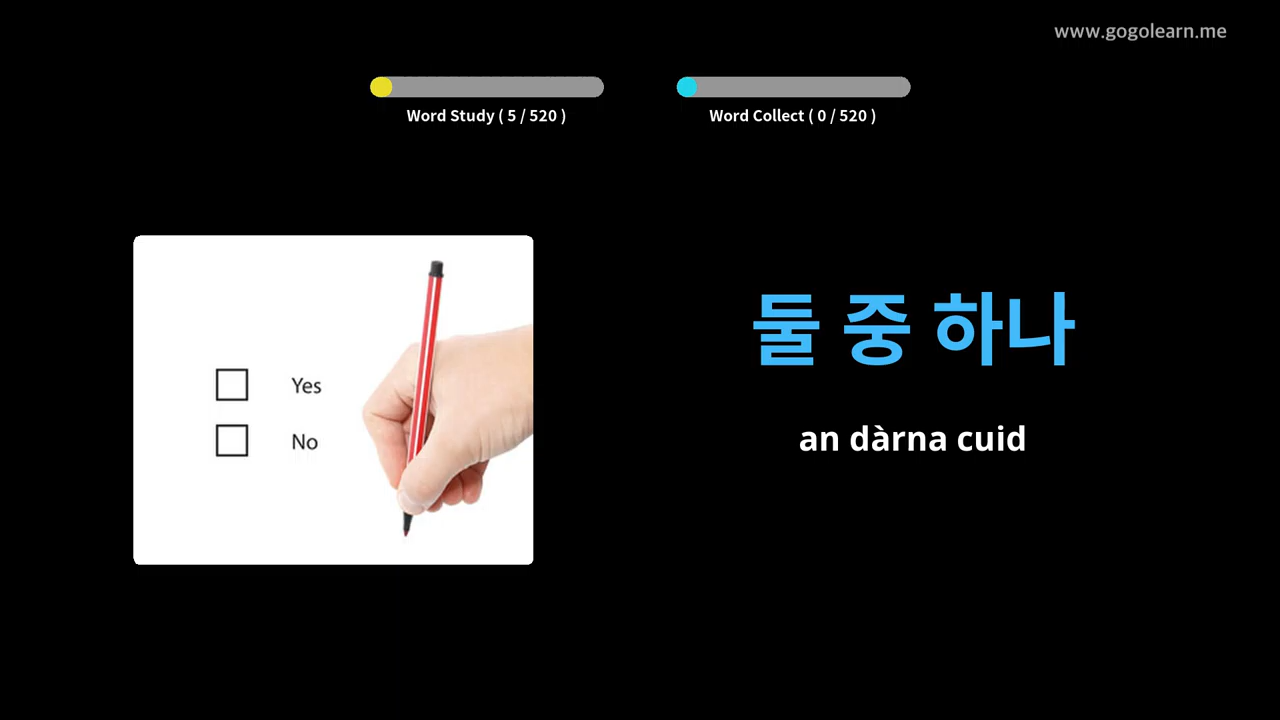 www.gogolearn.me
Word Study ( 5 / 520 )
Word Collect ( 0 / 520 )
Yes
No
둘 중 하나
an dàrna cuid